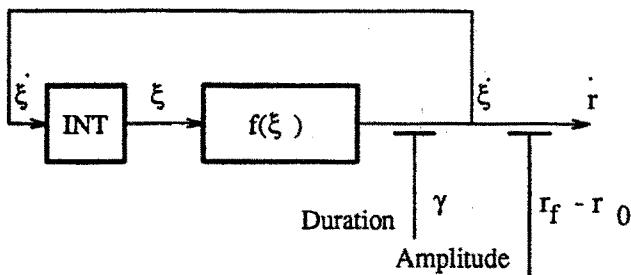 ξ̇
INT
ξ
f(ξ)
ξ̇
ṙ
Duration
γ
Amplitude
r_f - r_0